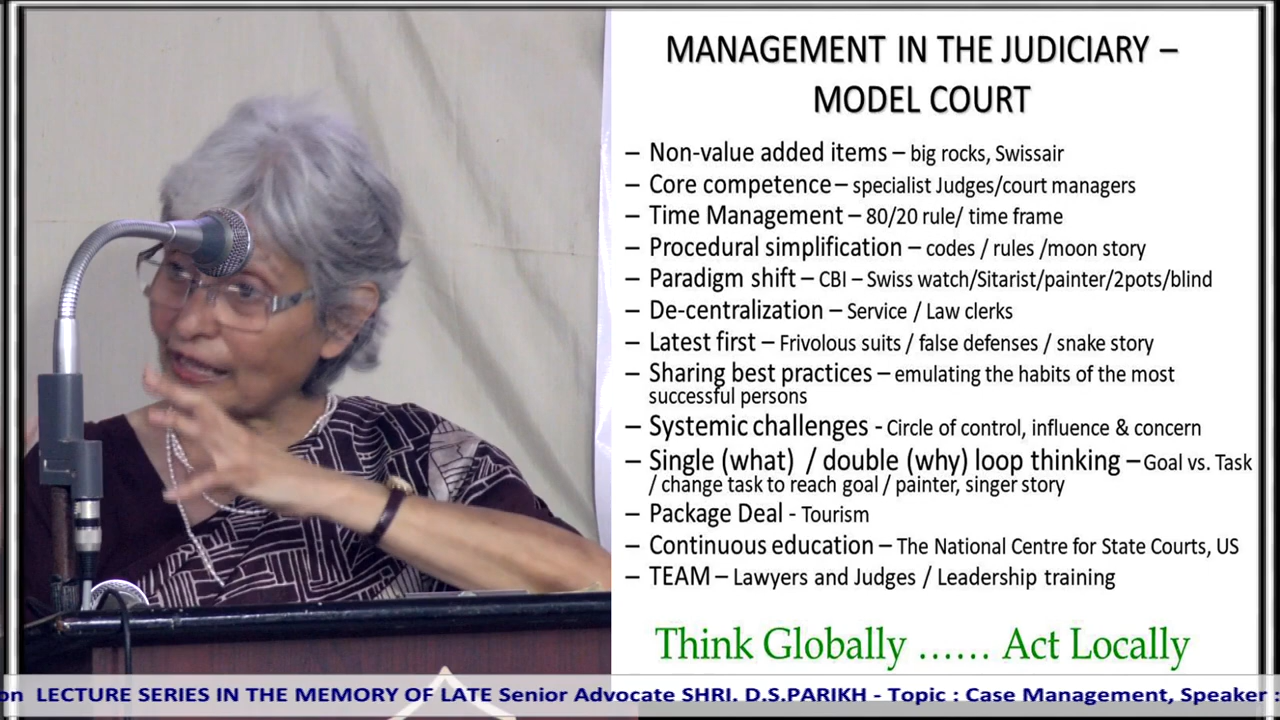 MANAGEMENT IN THE JUDICIARY –
MODEL COURT
– Non-value added items – big rocks, Swissair
– Core competence – specialist Judges/court managers
– Time Management – 80/20 rule/ time frame
– Procedural simplification – codes / rules /moon story
– Paradigm shift – CBI – Swiss watch/Sitarist/painter/2pots/blind
– De-centralization – Service / Law clerks
– Latest first – Frivolous suits / false defenses / snake story
– Sharing best practices – emulating the habits of the most
successful persons
– Systemic challenges - Circle of control, influence & concern
– Single (what) / double (why) loop thinking – Goal vs. Task
/ change task to reach goal / painter, singer story
– Package Deal - Tourism
– Continuous education – The National Centre for State Courts, US
– TEAM – Lawyers and Judges / Leadership training
Think Globally ...... Act Locally
on LECTURE SERIES IN THE MEMORY OF LATE Senior Advocate SHRI. D.S.PARIKH - Topic : Case Management, Speaker :